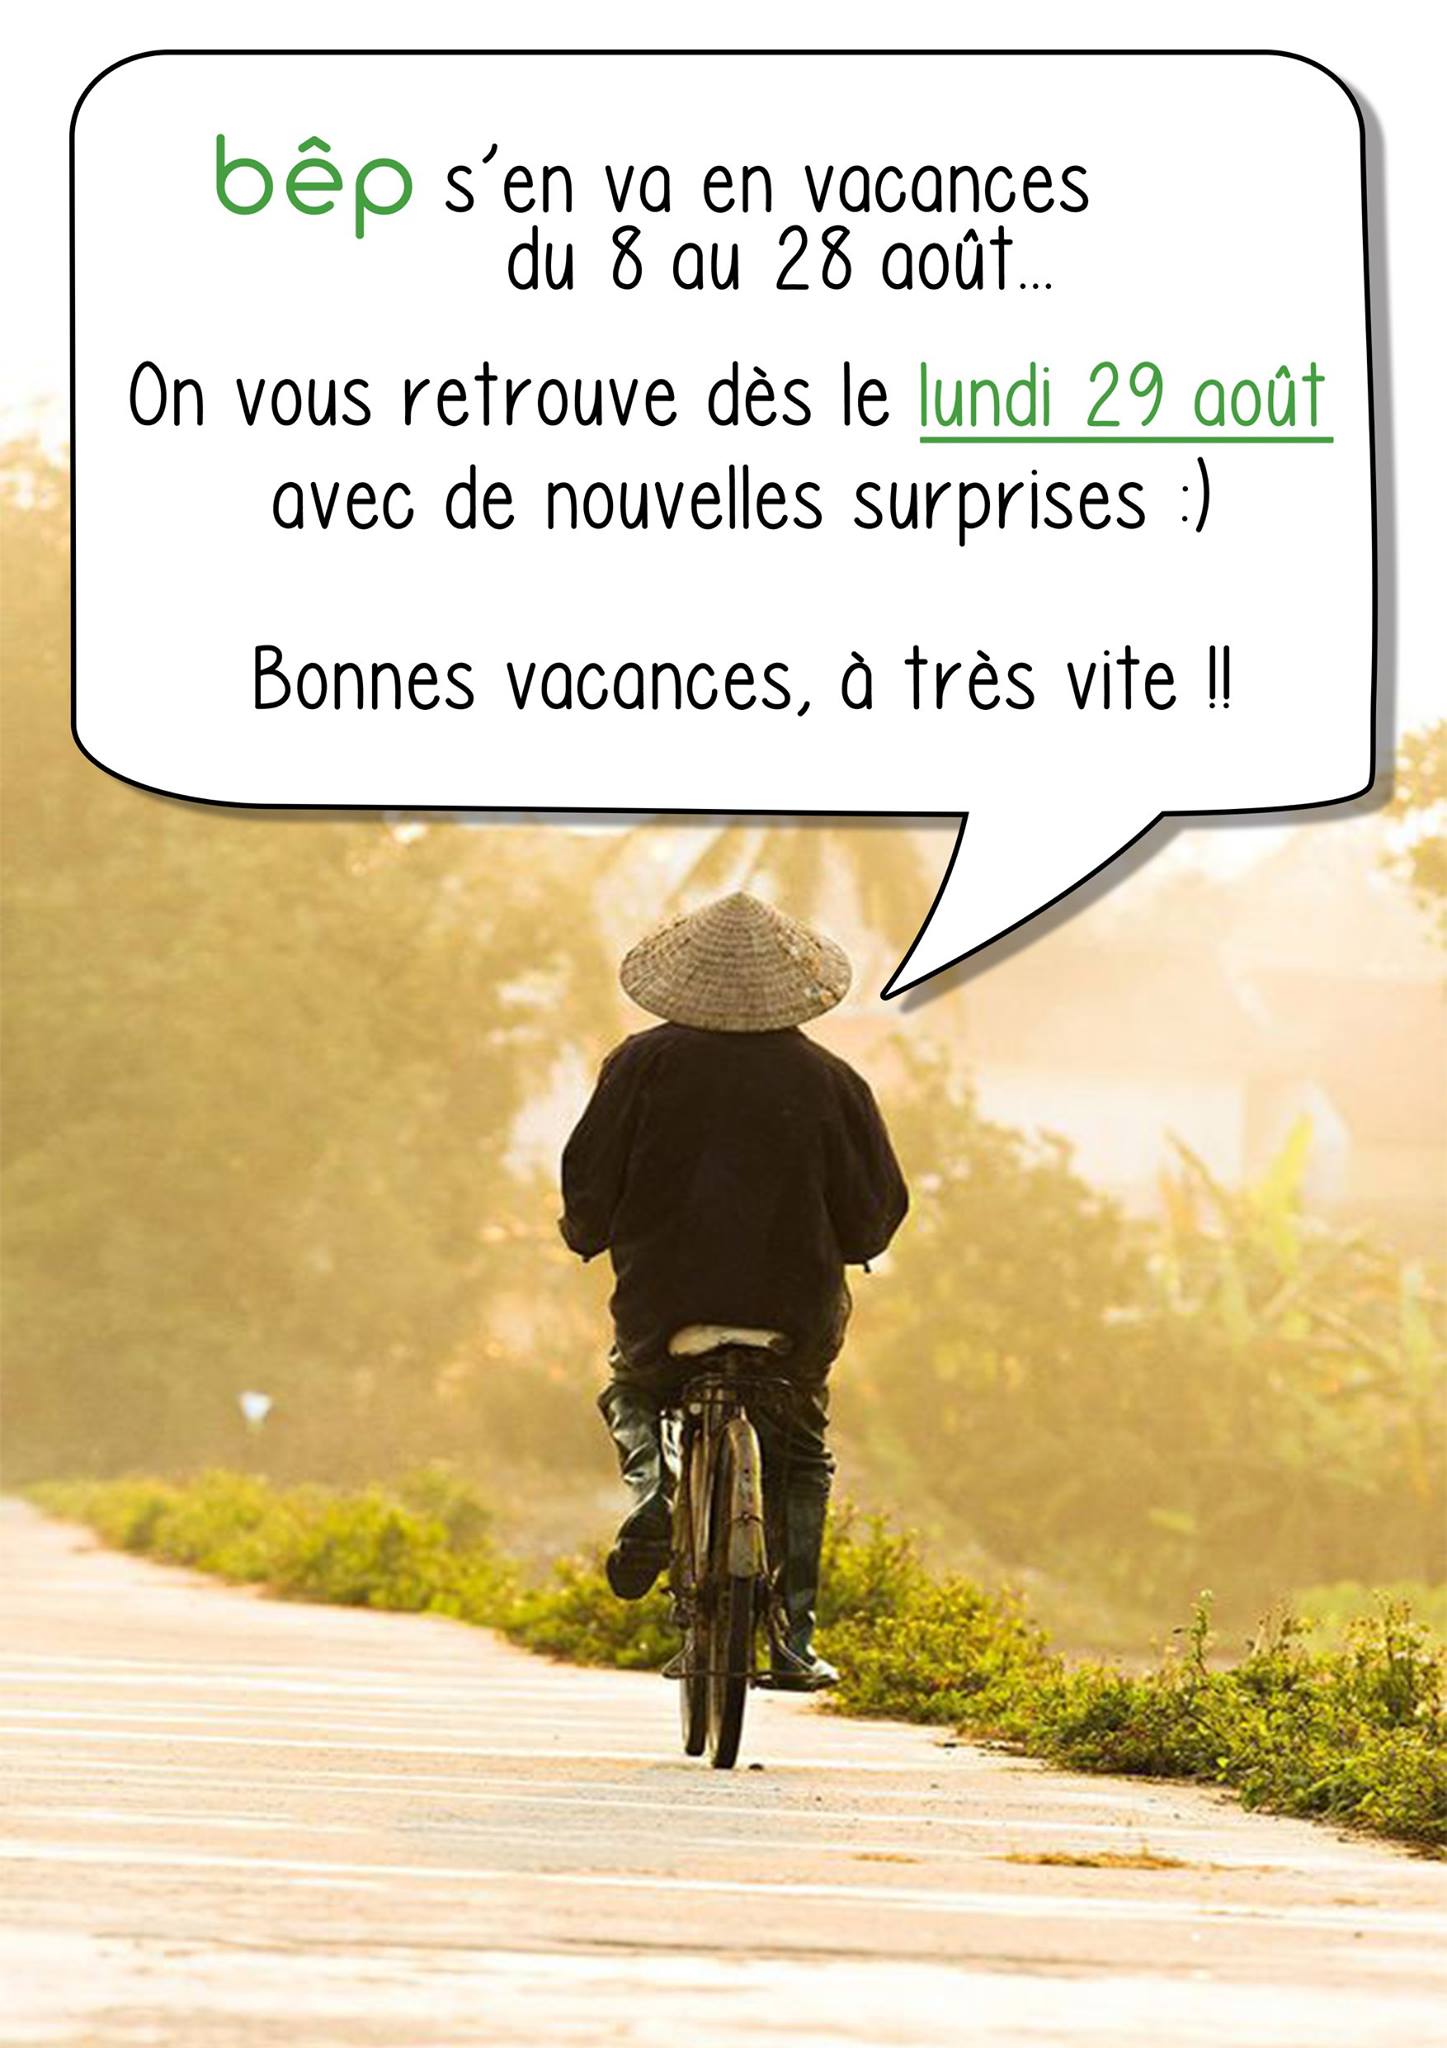 bêp s'en va en vacances
du 8 au 28 août...
On vous retrouve dès le lundi 29 août
avec de nouvelles surprises :)
Bonnes vacances, à très vite !!